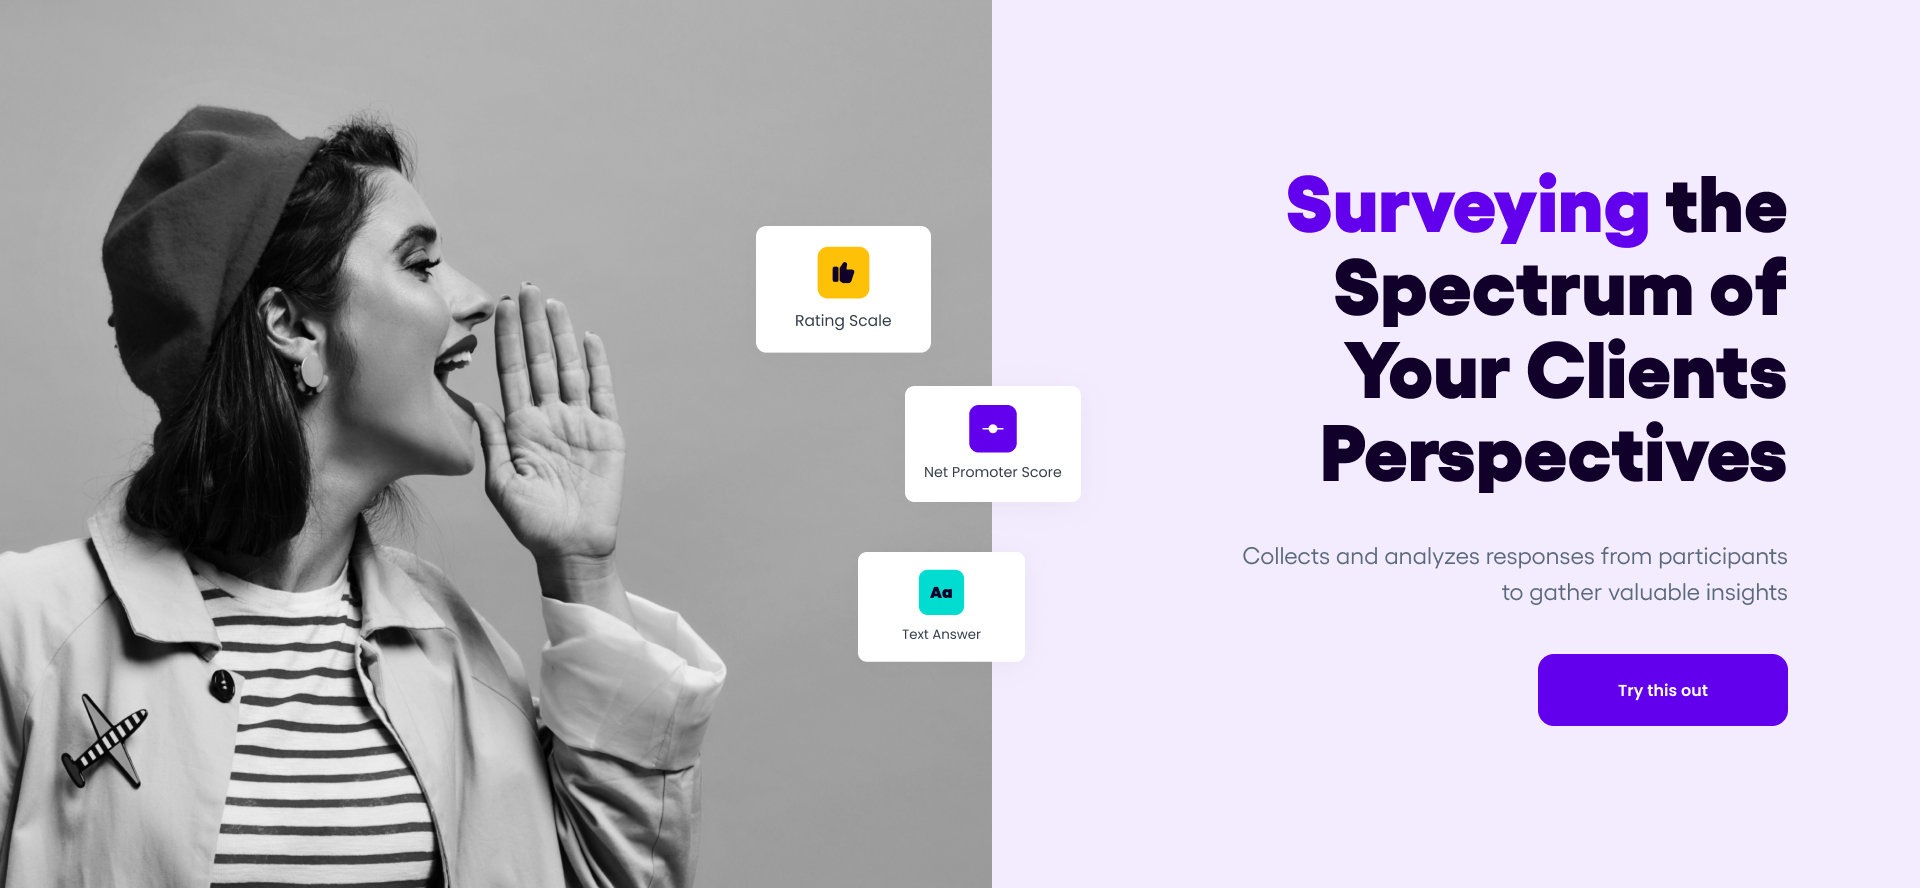 Rating Scale
Net Promoter Score
Aa
Text Answer
Surveying the
Spectrum of
Your Clients
Perspectives
Collects and analyzes responses from participants
to gather valuable insights
Try this out